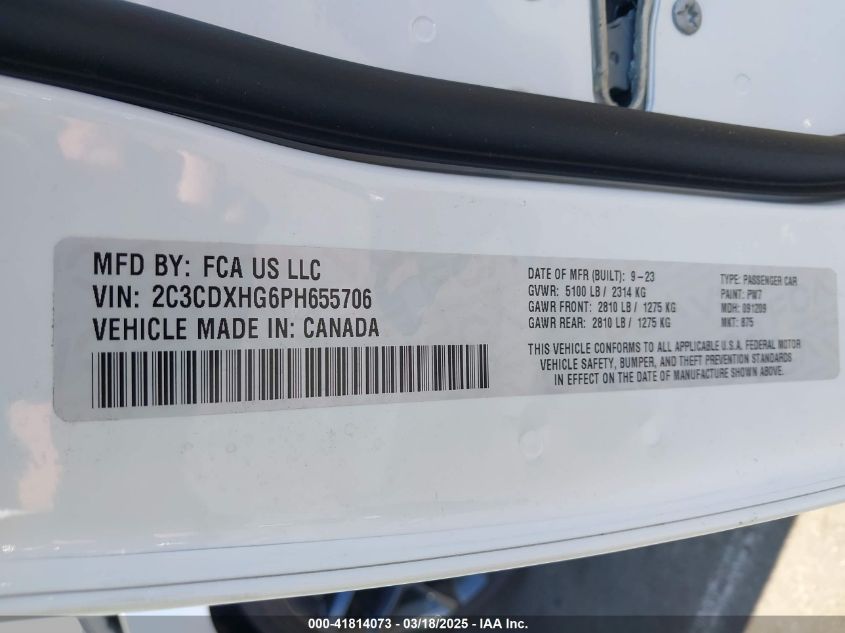 MFD BY: FCA US LLC
VIN: 2C3CDXHG6PH655706
VEHICLE MADE IN: CANADA
DATE OF MFR (BUILT): 9-23
GVWR: 5100 LB / 2314 KG
GAWR FRONT: 2810 LB / 1275 KG
GAWR REAR: 2810 LB / 1275 KG
TYPE: PASSENGER CAR
PAINT: PW7
MDH: 091209
MKT: B75
THIS VEHICLE CONFORMS TO ALL APPLICABLE U.S.A. FEDERAL MOTOR
VEHICLE SAFETY, BUMPER, AND THEFT PREVENTION STANDARDS
IN EFFECT ON THE DATE OF MANUFACTURE SHOWN ABOVE.
000-41814073 - 03/18/2025 - IAA Inc.